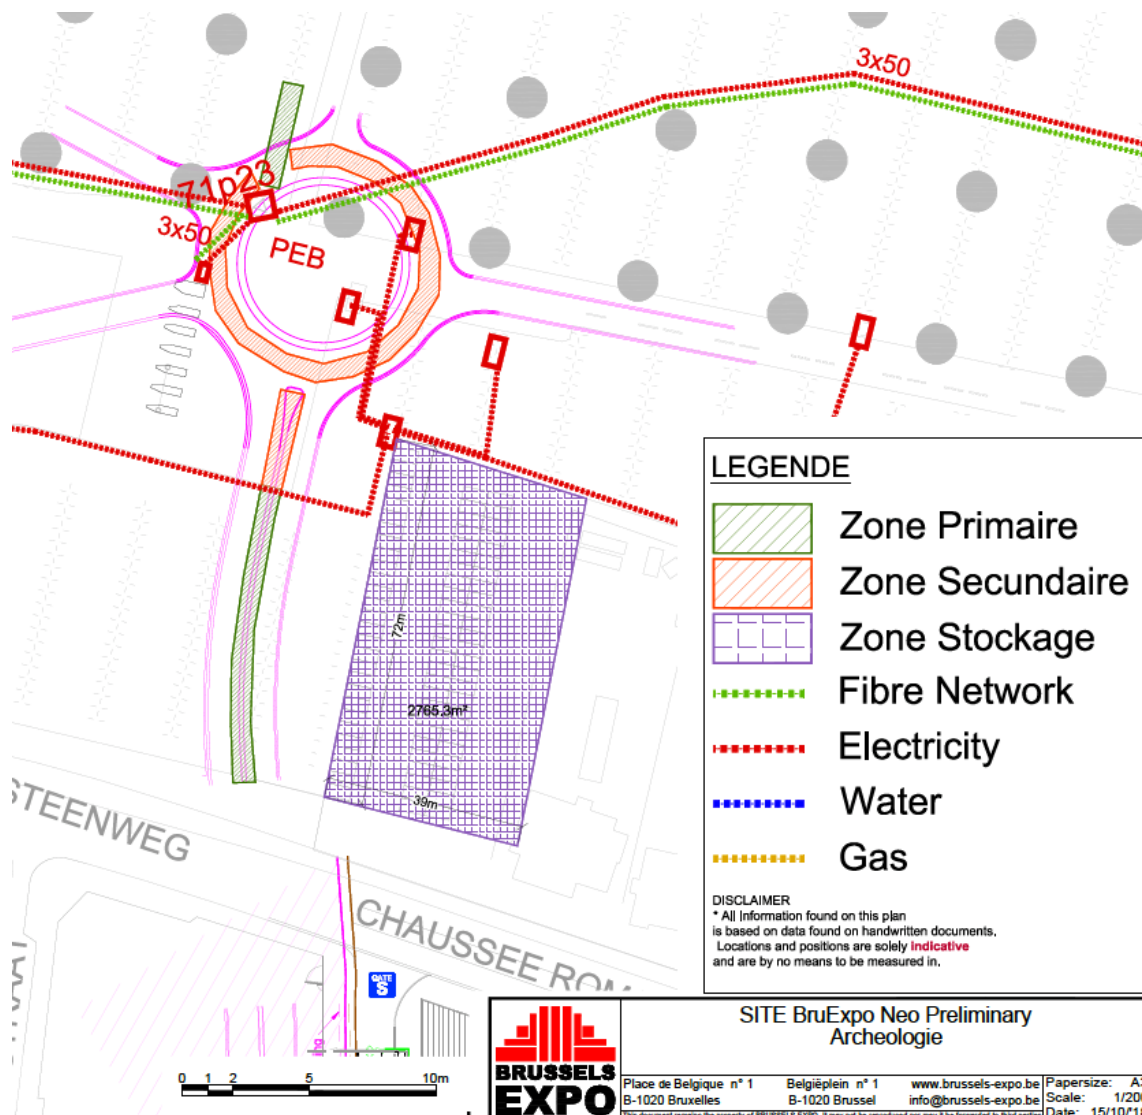 3x50
71p23
3x50
PEB
72m
2765.3m²
39m
STEENWEG
CHAUSSEE ROM
GATE
S
LEGENDE
Zone Primaire
Zone Secundaire
Zone Stockage
Fibre Network
Electricity
Water
Gas
DISCLAIMER
* All Information found on this plan
is based on data found on handwritten documents.
Locations and positions are solely indicative
and are by no means to be measured in.
0 1 2 5 10m
BRUSSELS
EXPO
SITE BruExpo Neo Preliminary
Archeologie
Place de Belgique n° 1 Belgiëplein n° 1 www.brussels-expo.be Papersize:
B-1020 Bruxelles B-1020 Brussel info@brussels-expo.be Scale:
Date: